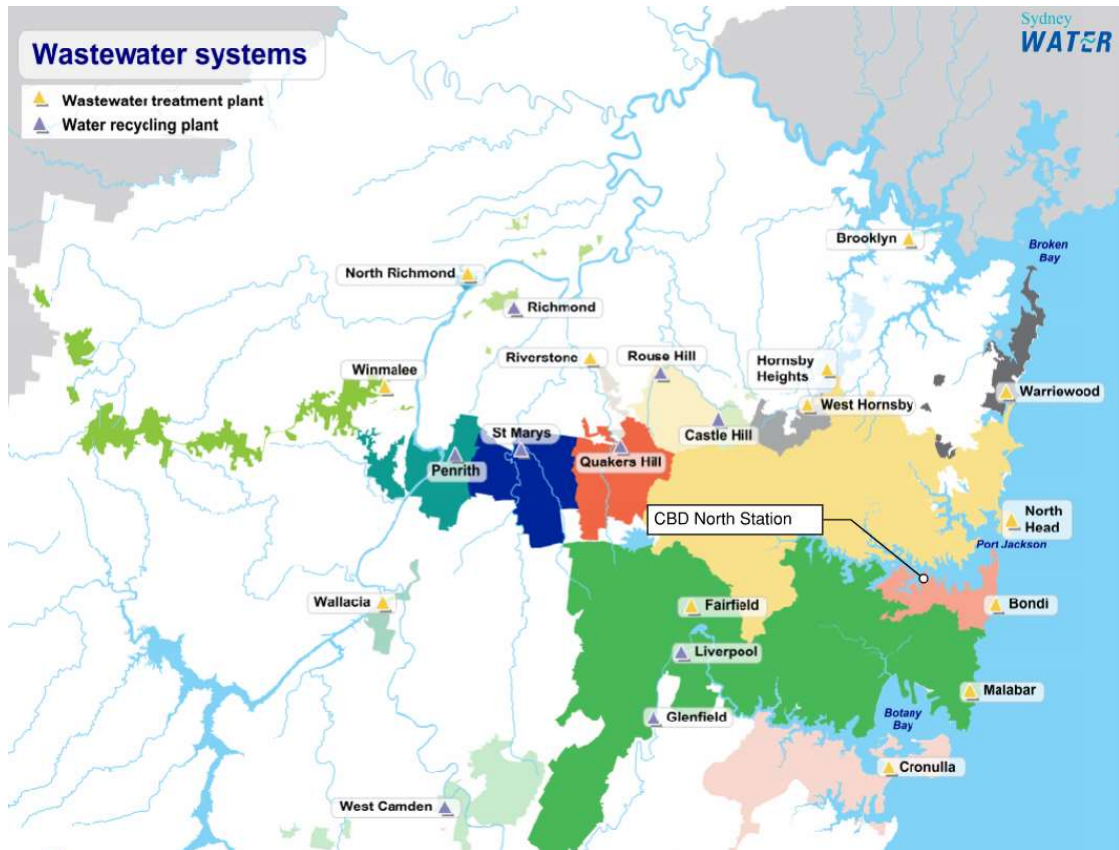 Sydney
WATER
Wastewater systems
Wastewater treatment plant
Water recycling plant
Brooklyn
Broken
Bay
North Richmond
Richmond
Riverstone
Rouse Hill
Hornsby
Heights
Winmalee
West Hornsby
Warriewood
St Marys
Castle Hill
Penrith
Quakers Hill
CBD North Station
North
Head
Port Jackson
Wallacia
Fairfield
Bondi
Liverpool
Malabar
Glenfield
Botany
Bay
Cronulla
West Camden